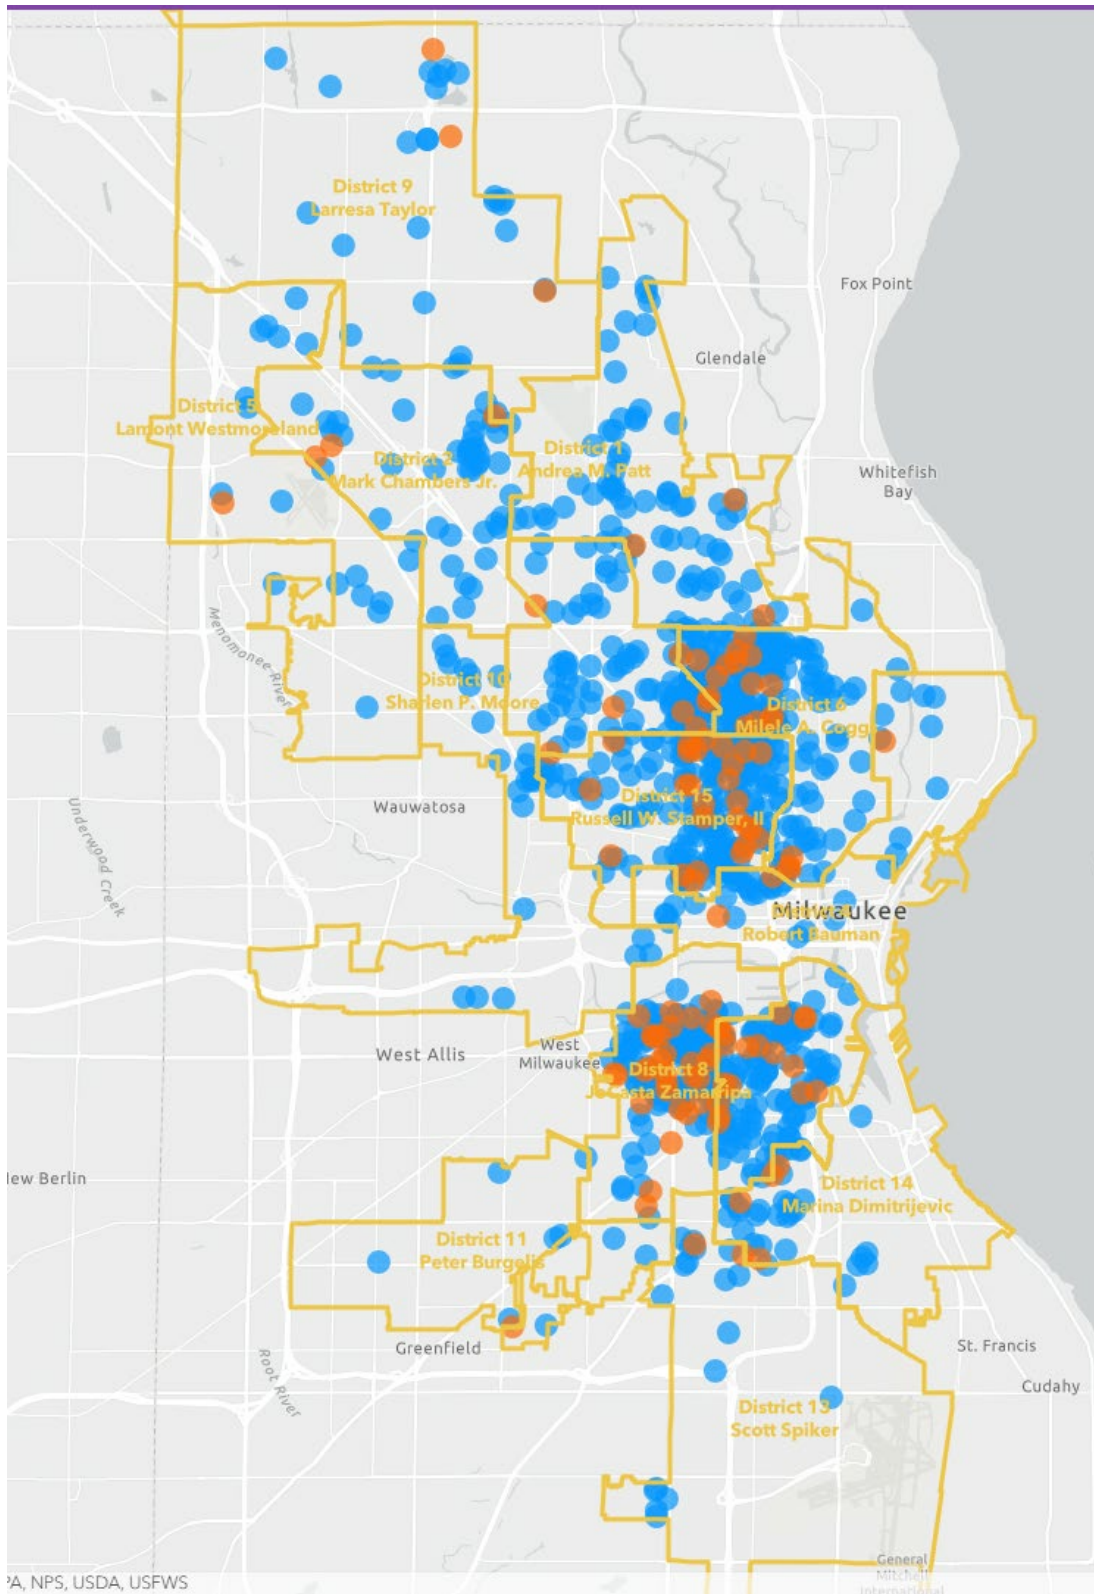 District 9
Larresa Taylor
Fox Point
Glendale
District 5
Lamont Westmoreland
District 2
Mark Chambers Jr.
District 1
Andrea M. Pratt
Whitefish
Bay
Menomonee River
District 10
Sharlen P. Moore
District 6
Milele A. Coggs
Underwood Creek
Wauwatosa
District 15
Russell W. Stamper, II
Milwaukee
Robert Bauman
West Allis
West
Milwaukee
District 8
JoCasta Zamarripa
New Berlin
District 14
Marina Dimitrijevic
District 11
Peter Burgelis
Greenfield
Root River
St. Francis
Cudahy
District 13
Scott Spiker
General
Mitchell
International
PA, NPS, USDA, USFWS